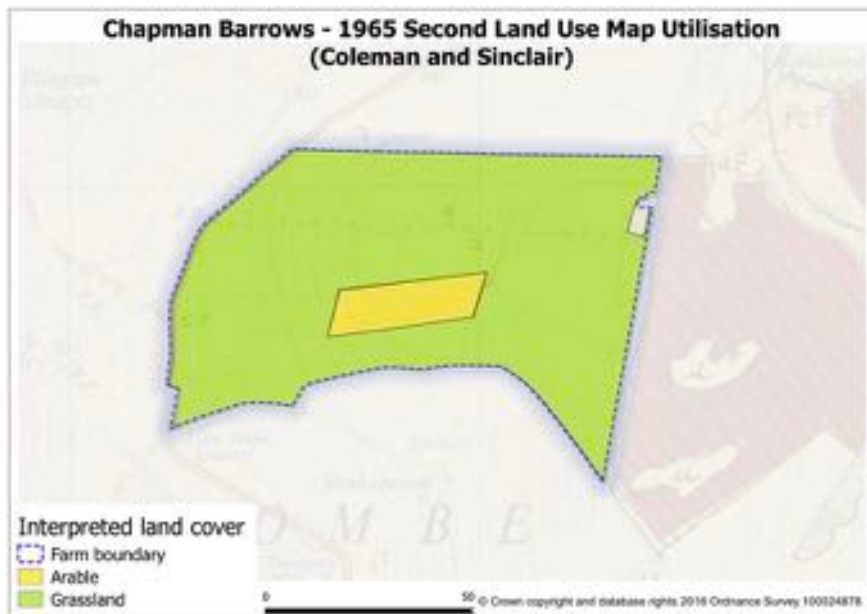 Chapman Barrows - 1965 Second Land Use Map Utilisation
(Coleman and Sinclair)
O M B E
Interpreted land cover
Farm boundary
Arable
Grassland
0 50
© Crown copyright and database rights 2016 Ordnance Survey 100024878